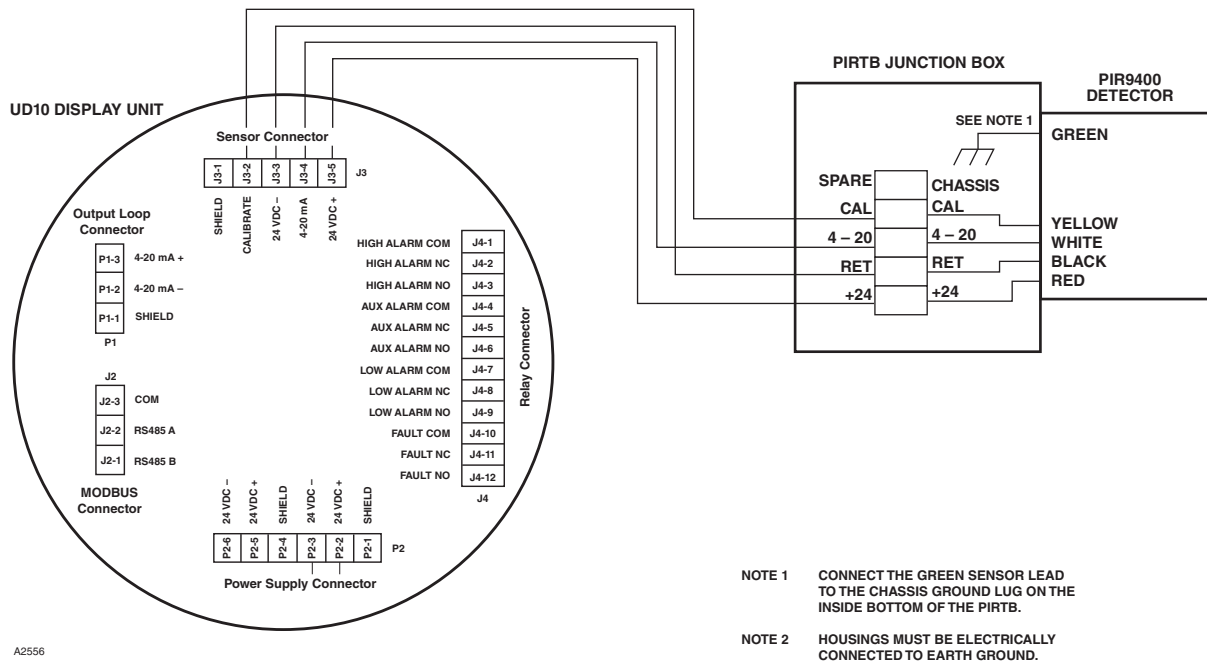 UD10 DISPLAY UNIT
Sensor Connector
J3-1
J3-2
J3-3
J3-4
J3-5
J3
SHIELD
CALIBRATE
24 VDC –
4-20 mA
24 VDC +
Output Loop
Connector
P1-3 4-20 mA +
P1-2 4-20 mA –
P1-1 SHIELD
P1
J2
J2-3 COM
J2-2 RS485 A
J2-1 RS485 B
MODBUS
Connector
HIGH ALARM COM J4-1
HIGH ALARM NC J4-2
HIGH ALARM NO J4-3
AUX ALARM COM J4-4
AUX ALARM NC J4-5
AUX ALARM NO J4-6
LOW ALARM COM J4-7
LOW ALARM NC J4-8
LOW ALARM NO J4-9
FAULT COM J4-10
FAULT NC J4-11
FAULT NO J4-12
J4
Relay Connector
24 VDC –
24 VDC +
SHIELD
24 VDC –
24 VDC +
SHIELD
P2-6
P2-5
P2-4
P2-3
P2-2
P2-1
P2
Power Supply Connector
PIRTB JUNCTION BOX
PIR9400
DETECTOR
SEE NOTE 1
GREEN
SPARE CHASSIS
CAL CAL YELLOW
4 – 20 4 – 20 WHITE
RET RET BLACK
+24 +24 RED
NOTE 1 CONNECT THE GREEN SENSOR LEAD
TO THE CHASSIS GROUND LUG ON THE
INSIDE BOTTOM OF THE PIRTB.
NOTE 2 HOUSINGS MUST BE ELECTRICALLY
CONNECTED TO EARTH GROUND.
A2556